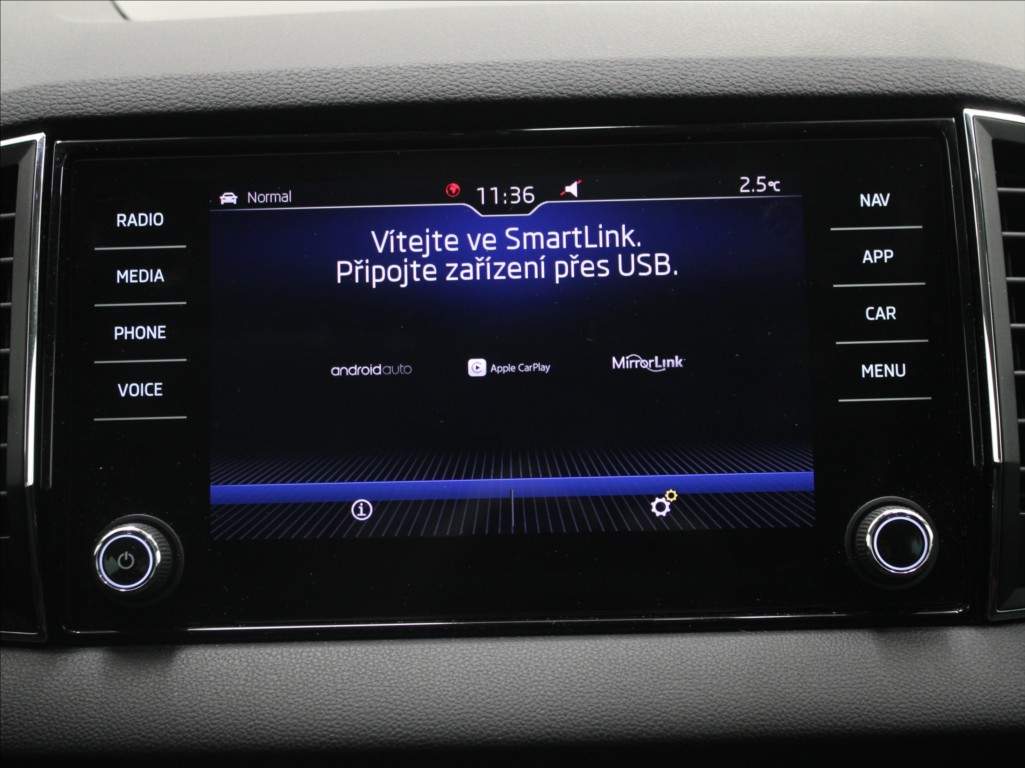 Normal
11:36
2.5°C
RADIO
MEDIA
PHONE
VOICE
Vítejte ve SmartLink.
Připojte zařízení přes USB.
androidauto
Apple CarPlay
MirrorLink
NAV
APP
CAR
MENU